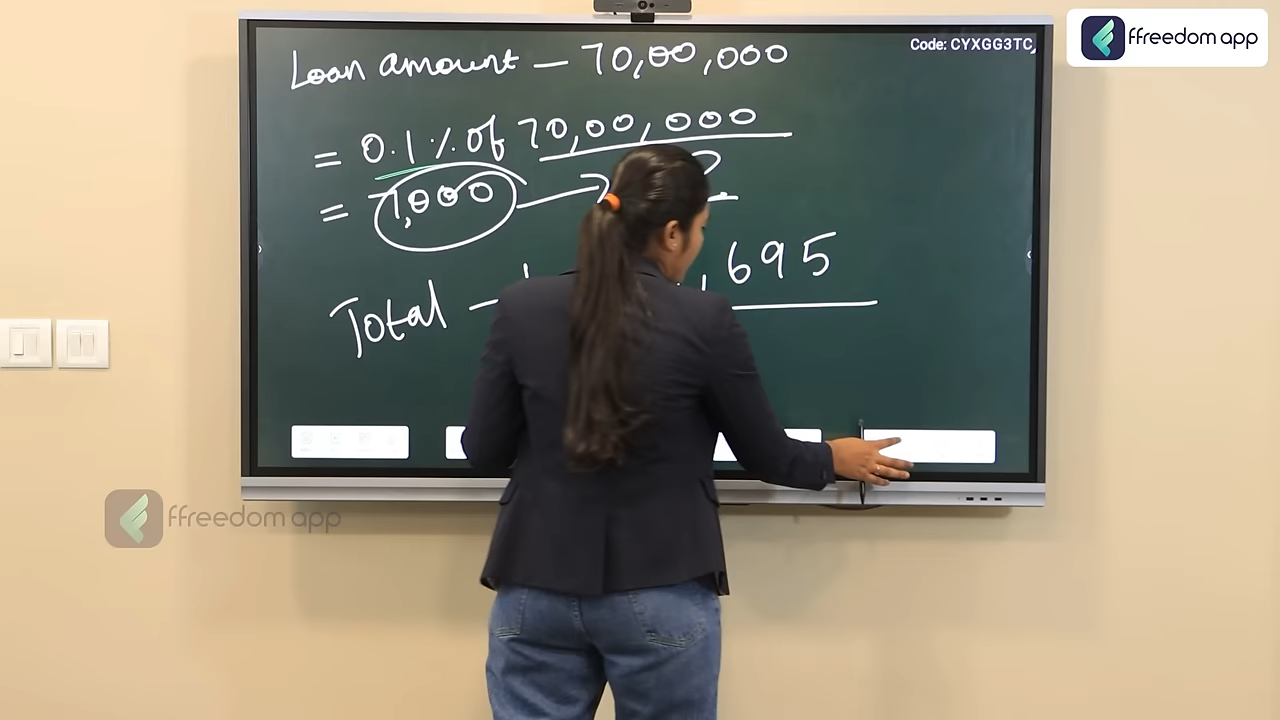 Code: CYXGG3TC
ffreedom app
Loan amount – 70,00,000
= 0.1 % of 70,00,000
= 7,000 → ?
Total – ,695
ffreedom app